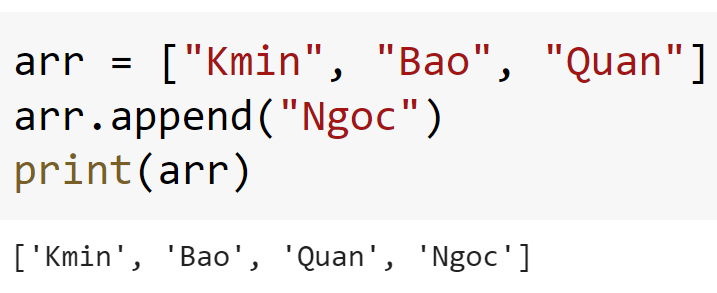 arr = ["Kmin", "Bao", "Quan"]
arr.append("Ngoc")
print(arr)
['Kmin', 'Bao', 'Quan', 'Ngoc']